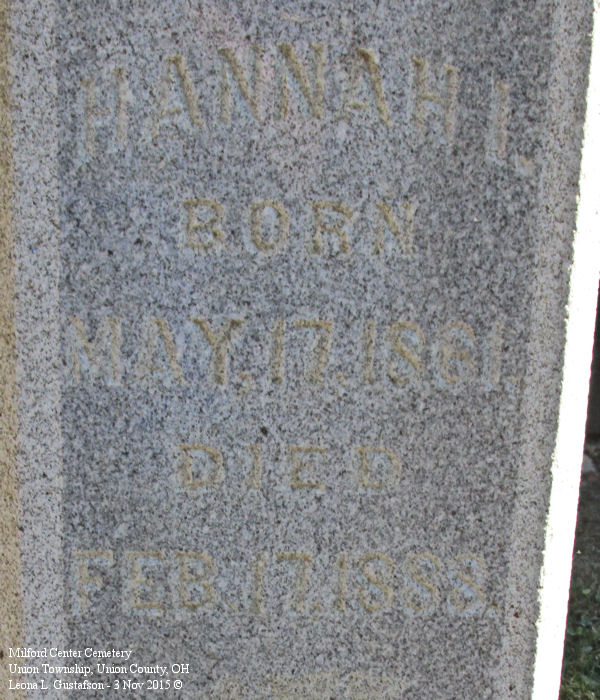 HANNAH I.
BORN
MAY, 17, 1861.
DIED
FEB. 17, 1888.
Milford Center Cemetery
Union Township, Union County, OH
Leona L. Gustafson - 3 Nov 2015 ©